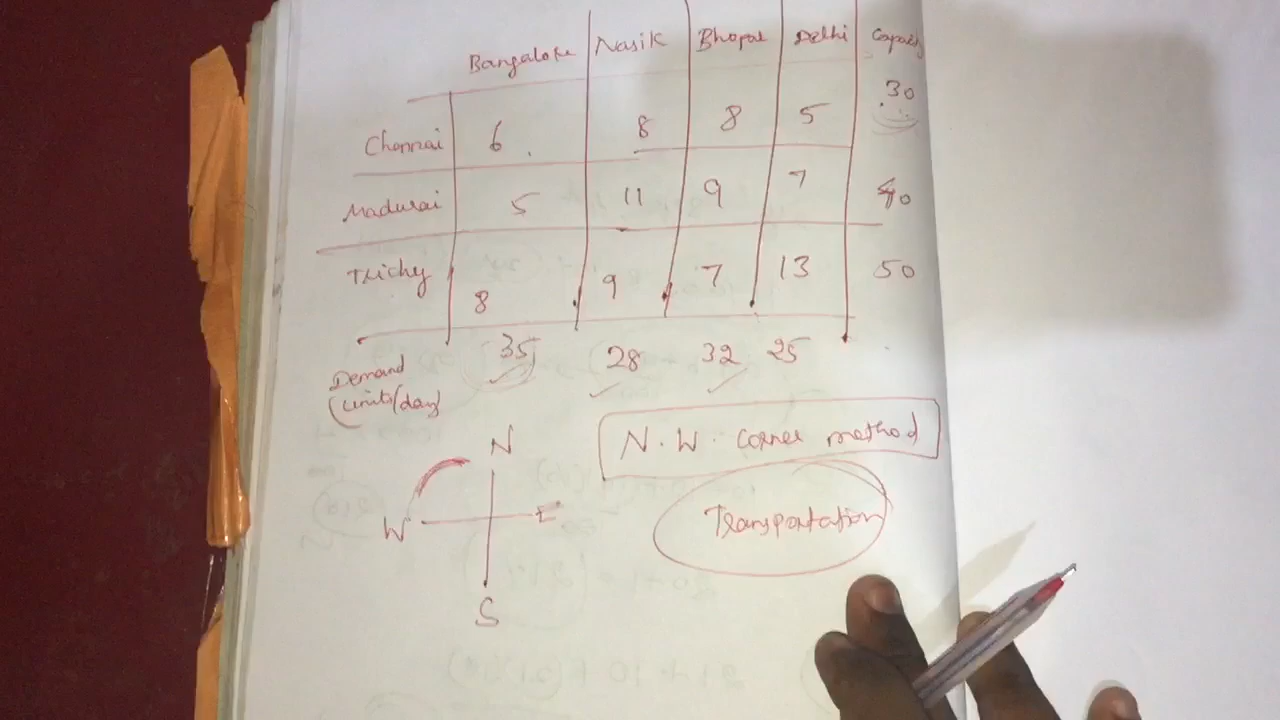 Bangalore Nasik Bhopal Delhi
30
Chennai 6 8 8 5
Madurai 5 11 9 7 40
Trichy 8 9 7 13 50
Demand (units/day) 35 28 32 25
N.W. corner method
N
W E
S
Transportation